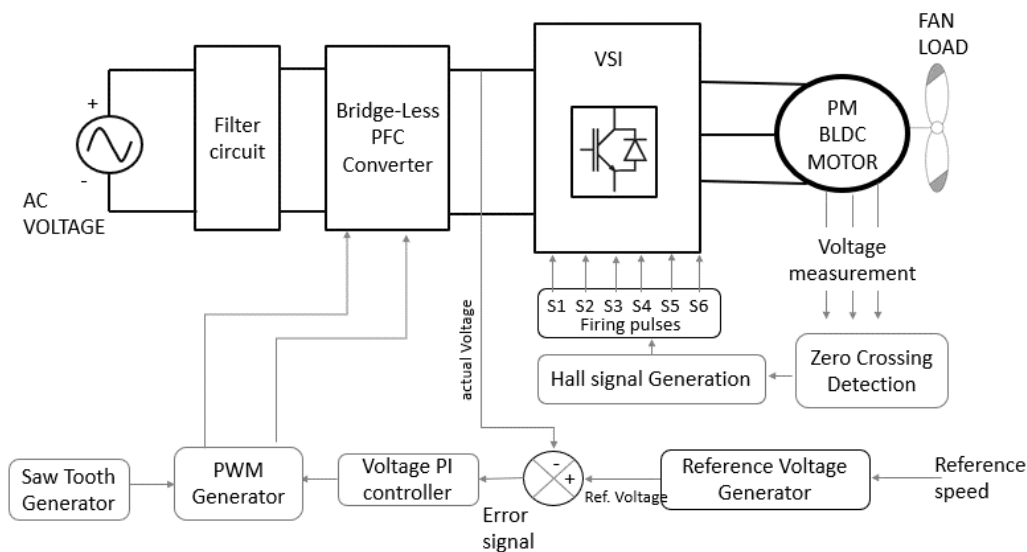 FAN
LOAD
VSI
+
Filter
circuit
Bridge-Less
PFC
Converter
PM
BLDC
MOTOR
-
AC
VOLTAGE
Voltage
measurement
S1 S2 S3 S4 S5 S6
Firing pulses
actual Voltage
Hall signal Generation
Zero Crossing
Detection
Saw Tooth
Generator
PWM
Generator
Voltage PI
controller
-
+
Ref. Voltage
Reference Voltage
Generator
Reference
speed
Error
signal